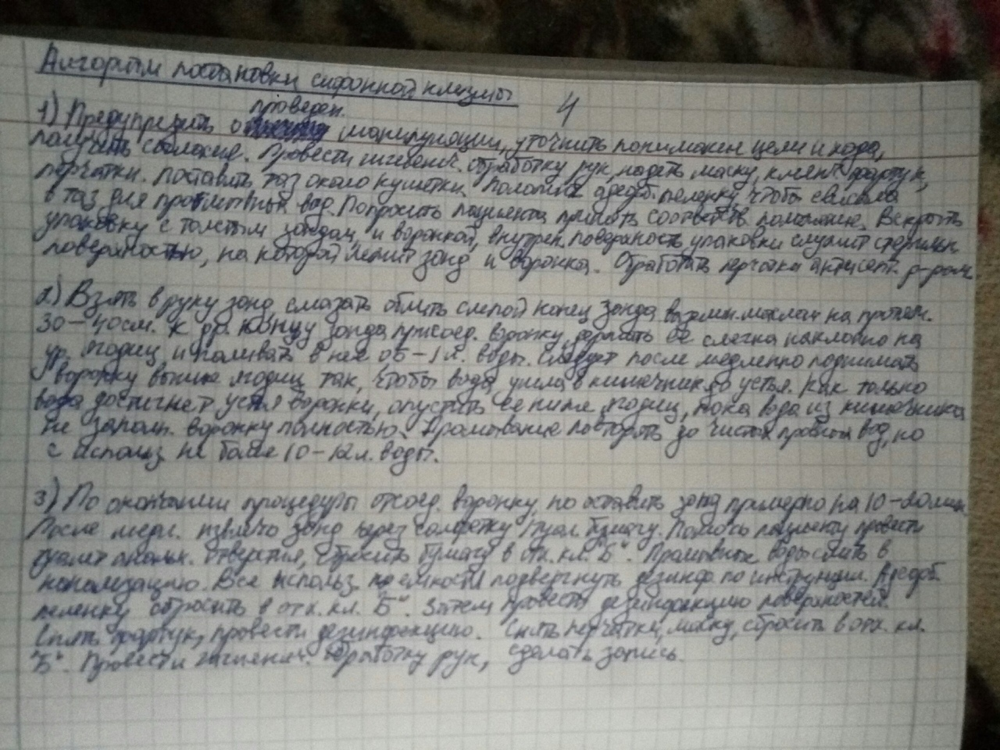 Алгоритм постановки сифонной клизмы
4
проведен.
1) Предупредить о манипуляции, уточнить понимание цели и хода,
получить согласие. Провести гигиенич. обработку рук, надеть маску, клеенч. фартук,
перчатки. Поставить таз около кушетки. Положить адсорб. пеленку, чтобы свисала
в таз для промывных вод. Попросить пациента принять соответств. положение. Вскрыть
упаковку с толстым зондом и воронкой, внутрен. поверхность упаковки служит стерильн.
поверхностью, на которой лежит зонд и воронка. Обработать перчатки антисепт. р-ром.
2) Взять в руку зонд, смазать облить слепой конец зонда вазелин. маслом на протяж.
30-40см. К др. концу зонда присоед. воронку, держать её слегка наклонно на
ур. ягодиц и наливать в неё 0,5-1 л. воды. Следует после медленно поднимать
воронку выше ягодиц так, чтобы вода ушла в кишечник до устья. Как только
вода достигнет устья воронки, опустить её ниже ягодиц, пока вода из кишечника
не заполн. воронку полностью. Промывание повторять до чистых промывн вод, но
с использ. не более 10-12л. воды.
3) По окончании процедуры отсоед. воронку, но оставить зонд примерно на 10-20мин.
После медл. извлечь зонд через салфетку/туал. бумагу. Помочь пациенту провести
туалет анальн. отверстия, сбросить бумагу в отх. кл. "Б". Промывные воды слить в
канализацию. Все использ. емкости подвергнуть дезинф. по инструкции. Адсорб.
пеленку сбросить в отх. кл. "Б". Затем провести дезинфекцию поверхностей.
Снять фартук, провести дезинфекцию. Снять перчатки, маску, сбросить в отх. кл.
"Б". Провести гигиенич. обработку рук, сделать запись.